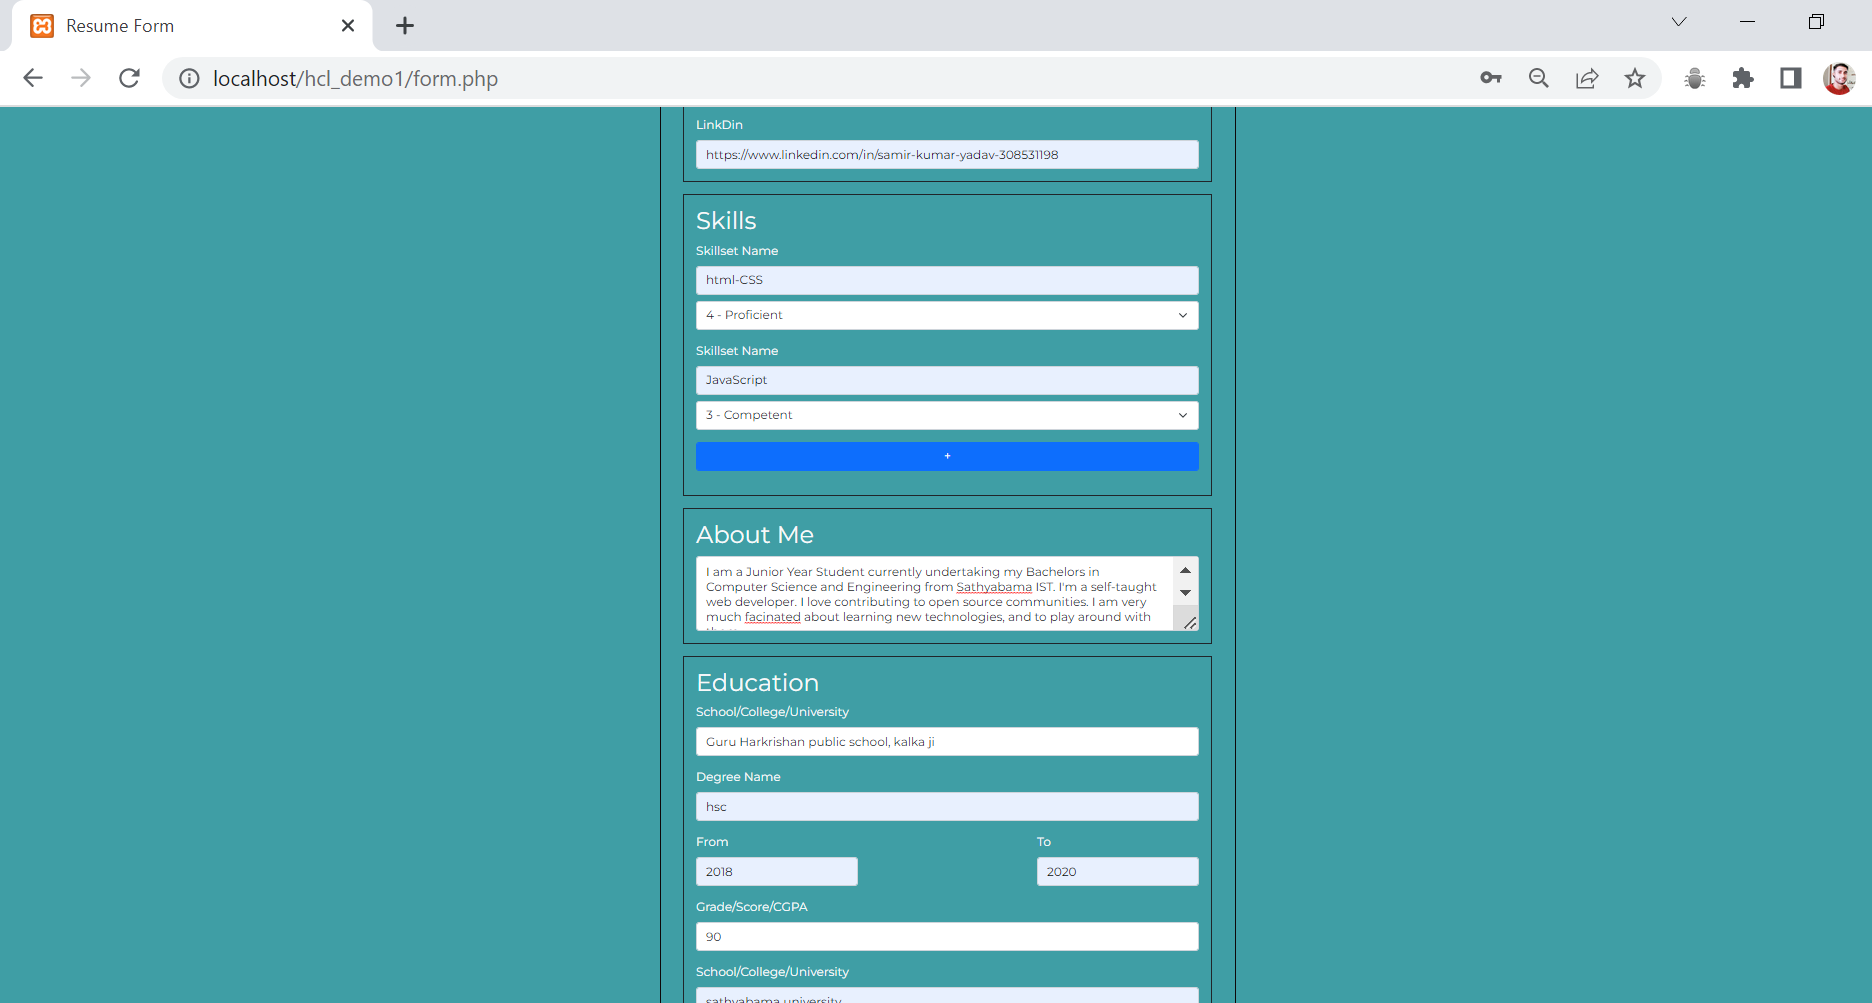 Resume Form
localhost/hcl_demo1/form.php
LinkDin
https://www.linkedin.com/in/samir-kumar-yadav-308531198
Skills
Skillset Name
html-CSS
4 - Proficient
Skillset Name
JavaScript
3 - Competent
+
About Me
I am a Junior Year Student currently undertaking my Bachelors in
Computer Science and Engineering from Sathyabama IST. I'm a self-taught
web developer. I love contributing to open source communities. I am very
much facinated about learning new technologies, and to play around with
Education
School/College/University
Guru Harkrishan public school, kalka ji
Degree Name
hsc
From To
2018 2020
Grade/Score/CGPA
90
School/College/University
sathyabama university